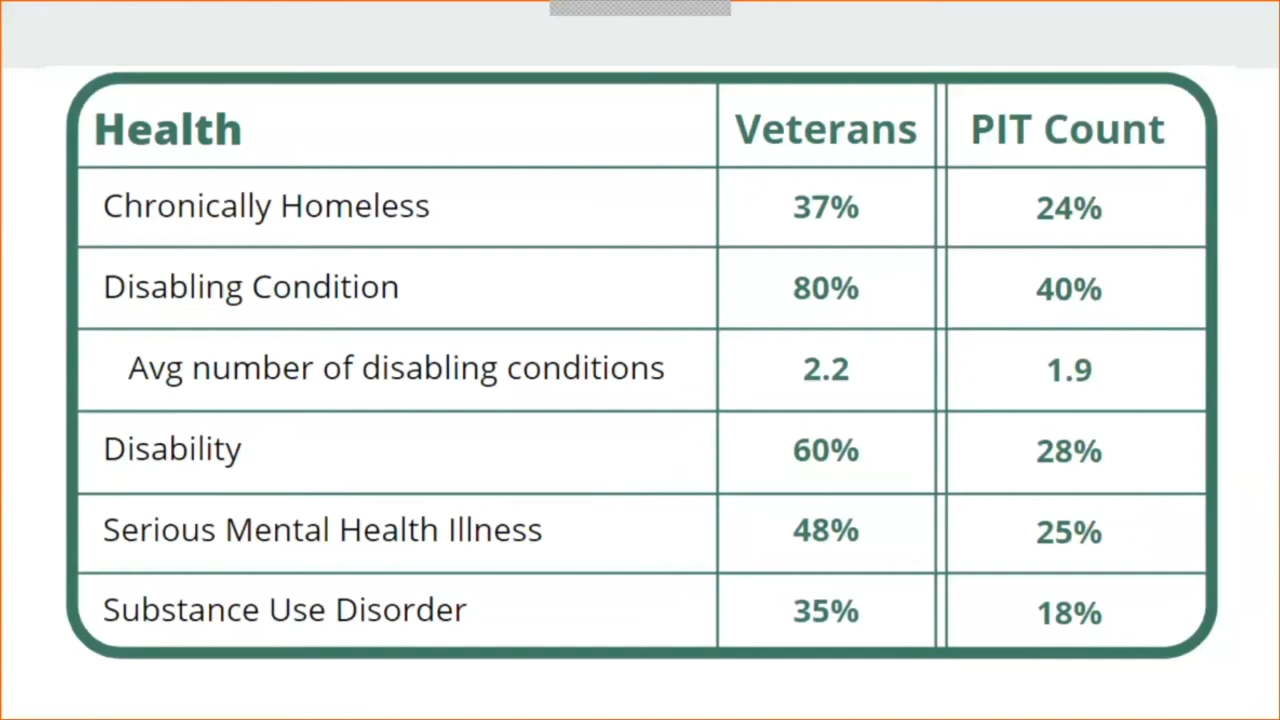 Health Veterans PIT Count
Chronically Homeless 37% 24%
Disabling Condition 80% 40%
Avg number of disabling conditions 2.2 1.9
Disability 60% 28%
Serious Mental Health Illness 48% 25%
Substance Use Disorder 35% 18%